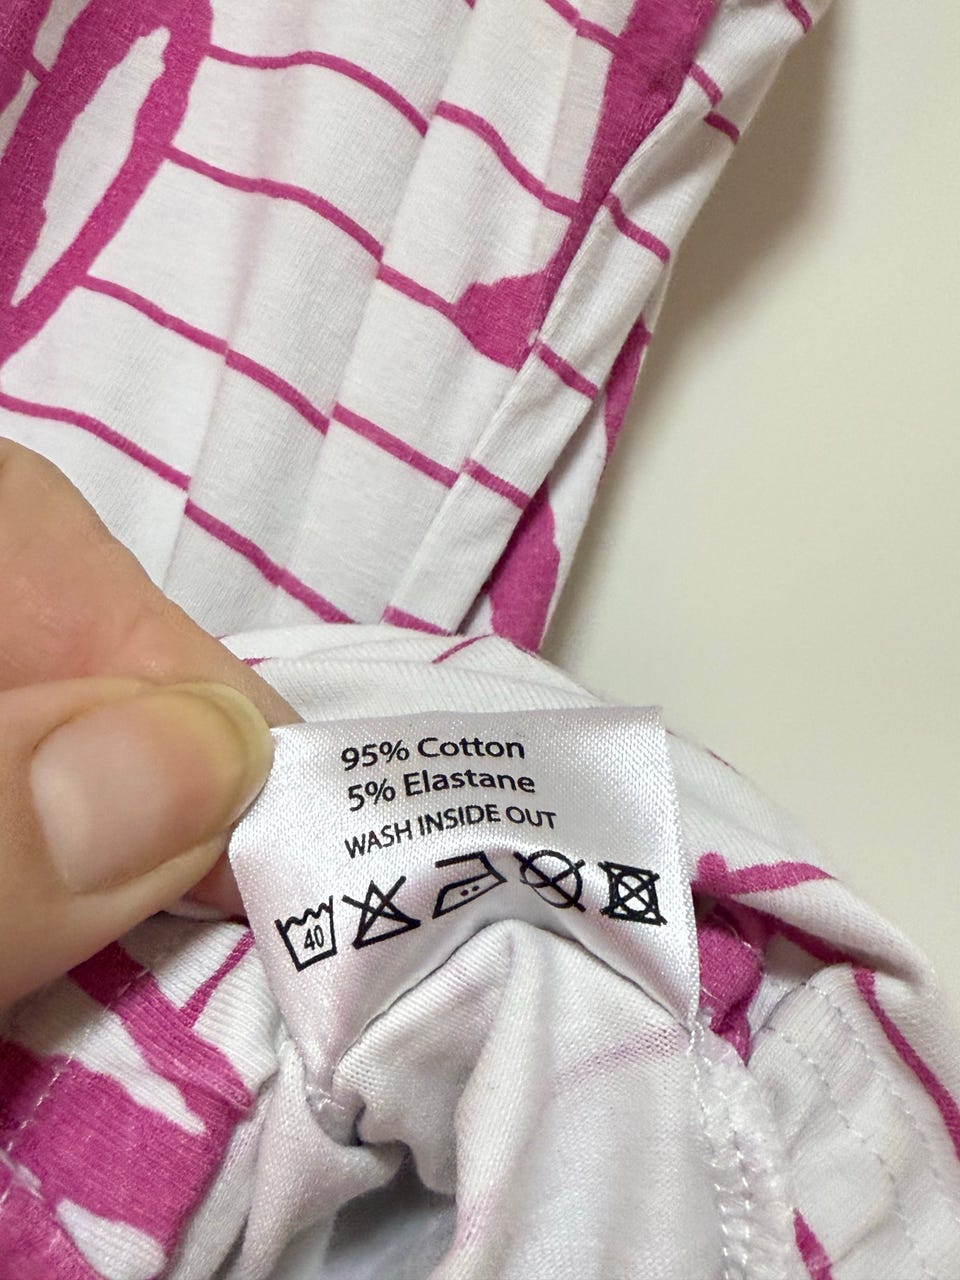 95% Cotton
5% Elastane
WASH INSIDE OUT
40